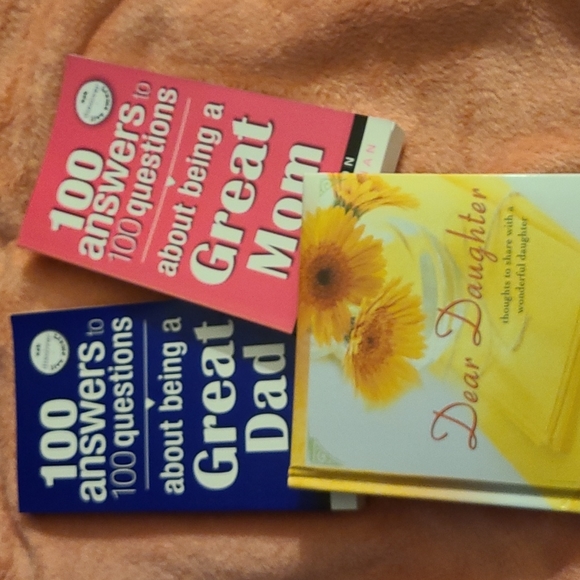 100
answers to
100 questions
about being a
Great
Mom
100
answers to
100 questions
about being a
Great
Dad
Dear Daughter
thoughts to share with a
wonderful daughter